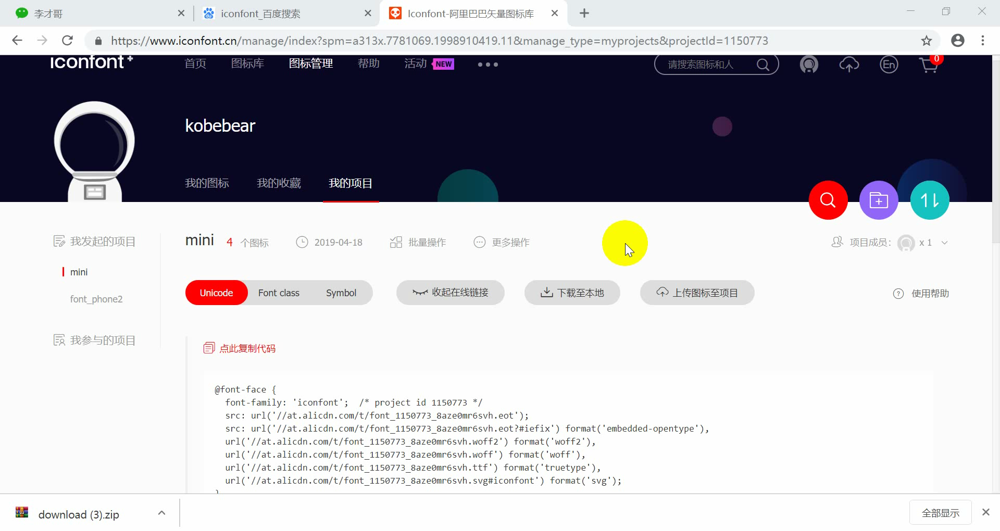 李才哥
iconfont_百度搜索
Iconfont-阿里巴巴矢量图标库
https://www.iconfont.cn/manage/index?spm=a313x.7781069.1998910419.11&manage_type=myprojects&projectId=1150773
iconfont+
首页 图标库 图标管理 帮助 活动 NEW
请搜索图标和人
En
0
kobebear
我的图标 我的收藏 我的项目
我发起的项目
mini
font_phone2
我参与的项目
mini 4 个图标 2019-04-18 批量操作 更多操作
项目成员: x 1
Unicode Font class Symbol 收起在线链接 下载至本地 上传图标至项目
? 使用帮助
点此复制代码
@font-face {
font-family: 'iconfont'; /* project id 1150773 */
src: url('//at.alicdn.com/t/font_1150773_8aze0mr6svh.eot');
src: url('//at.alicdn.com/t/font_1150773_8aze0mr6svh.eot?#iefix') format('embedded-opentype'),
url('//at.alicdn.com/t/font_1150773_8aze0mr6svh.woff2') format('woff2'),
url('//at.alicdn.com/t/font_1150773_8aze0mr6svh.woff') format('woff'),
url('//at.alicdn.com/t/font_1150773_8aze0mr6svh.ttf') format('truetype'),
url('//at.alicdn.com/t/font_1150773_8aze0mr6svh.svg#iconfont') format('svg');
}
download (3).zip
全部显示